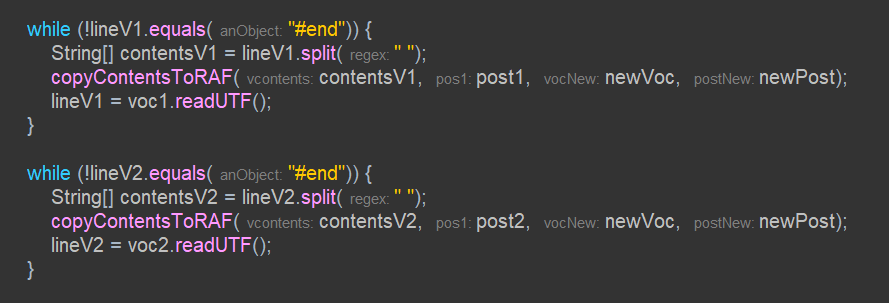 while (!lineV1.equals( anObject: "#end")) {
String[] contentsV1 = lineV1.split( regex: " ");
copyContentsToRAF( vcontents: contentsV1, pos1: post1, vocNew: newVoc, postNew: newPost);
lineV1 = voc1.readUTF();
}
while (!lineV2.equals( anObject: "#end")) {
String[] contentsV2 = lineV2.split( regex: " ");
copyContentsToRAF( vcontents: contentsV2, pos1: post2, vocNew: newVoc, postNew: newPost);
lineV2 = voc2.readUTF();
}